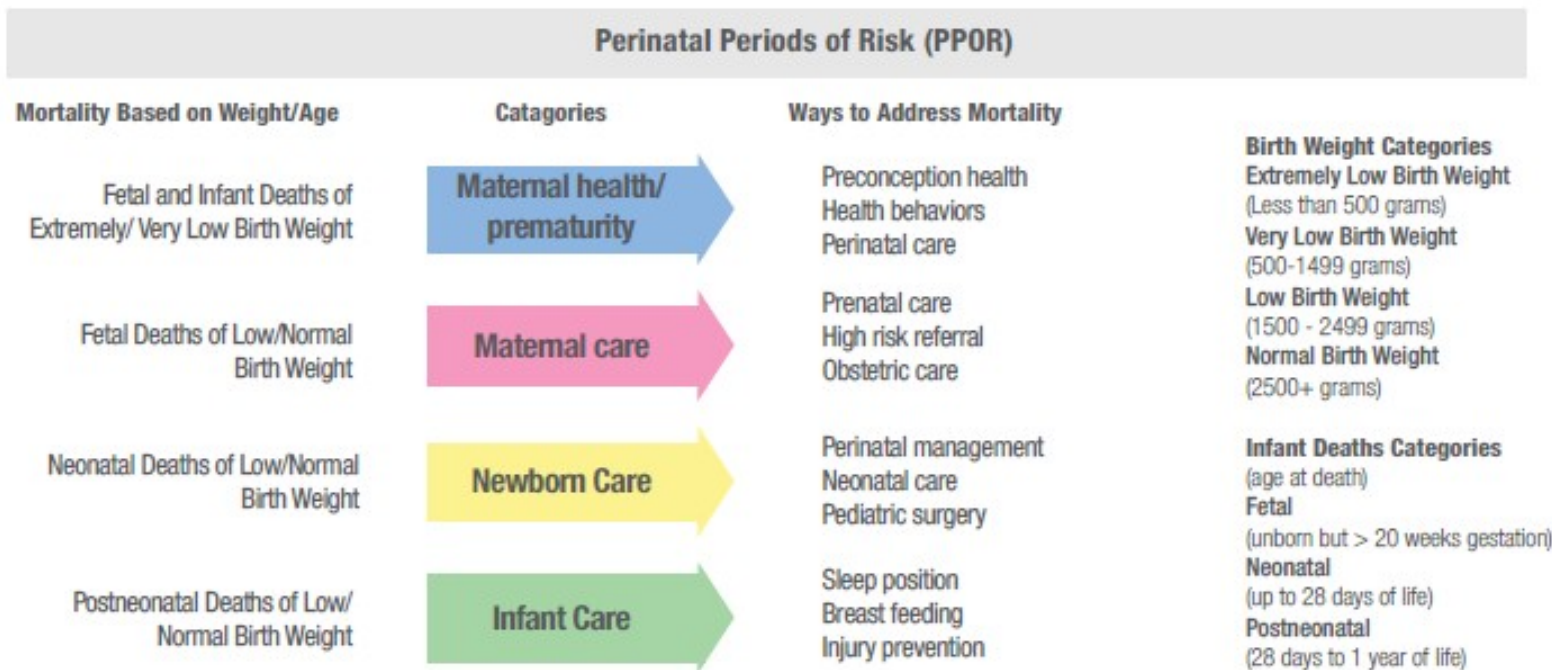 Perinatal Periods of Risk (PPOR)
Mortality Based on Weight/Age
Catagories
Ways to Address Mortality
Fetal and Infant Deaths of
Extremely/ Very Low Birth Weight
Maternal health/
prematurity
Preconception health
Health behaviors
Perinatal care
Fetal Deaths of Low/Normal
Birth Weight
Maternal care
Prenatal care
High risk referral
Obstetric care
Neonatal Deaths of Low/Normal
Birth Weight
Newborn Care
Perinatal management
Neonatal care
Pediatric surgery
Postneonatal Deaths of Low/
Normal Birth Weight
Infant Care
Sleep position
Breast feeding
Injury prevention
Birth Weight Categories
Extremely Low Birth Weight
(Less than 500 grams)
Very Low Birth Weight
(500-1499 grams)
Low Birth Weight
(1500 - 2499 grams)
Normal Birth Weight
(2500+ grams)
Infant Deaths Categories
(age at death)
Fetal
(unborn but > 20 weeks gestation)
Neonatal
(up to 28 days of life)
Postneonatal
(28 days to 1 year of life)